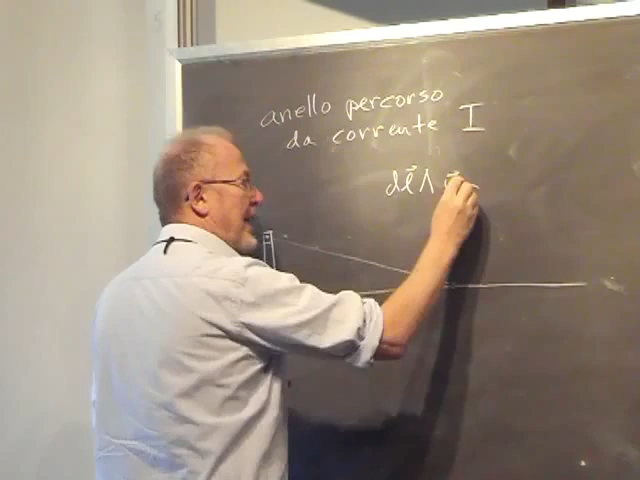 anello percorso
da corrente I
dl⃗ ∧